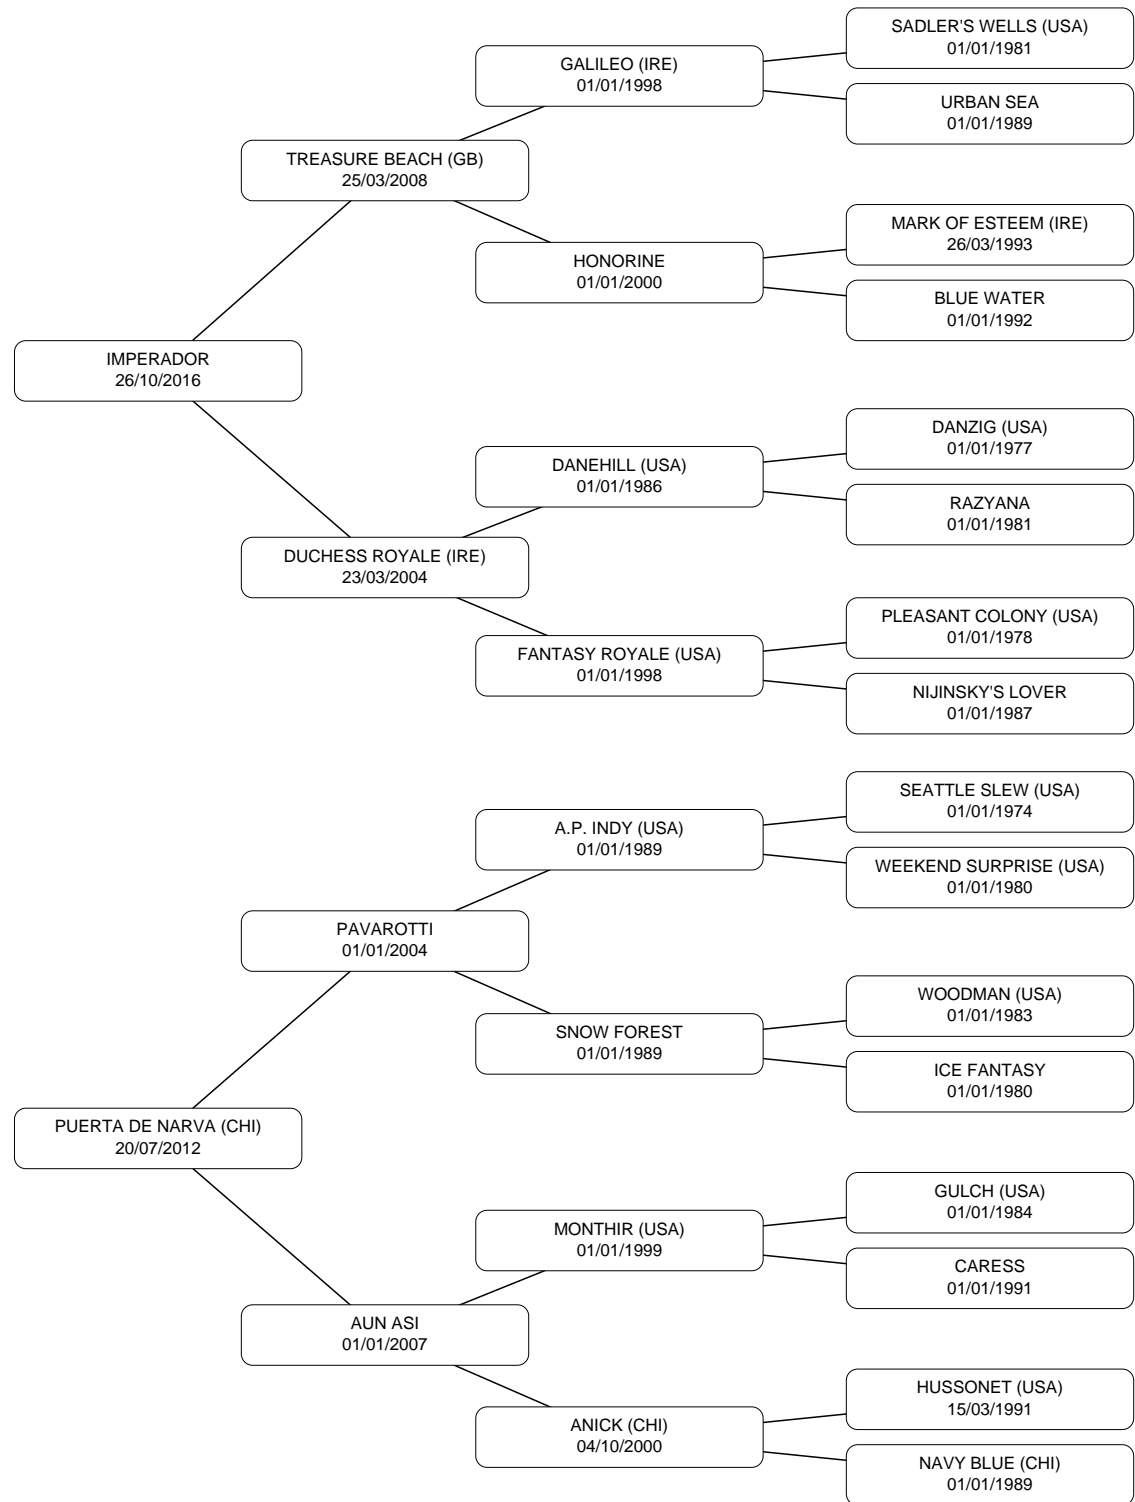 SADLER'S WELLS (USA)
01/01/1981
GALILEO (IRE)
01/01/1998
URBAN SEA
01/01/1989
TREASURE BEACH (GB)
25/03/2008
MARK OF ESTEEM (IRE)
26/03/1993
HONORINE
01/01/2000
BLUE WATER
01/01/1992
IMPERADOR
26/10/2016
DANZIG (USA)
01/01/1977
DANEHILL (USA)
01/01/1986
RAZYANA
01/01/1981
DUCHESS ROYALE (IRE)
23/03/2004
PLEASANT COLONY (USA)
01/01/1978
FANTASY ROYALE (USA)
01/01/1998
NIJINSKY'S LOVER
01/01/1987
SEATTLE SLEW (USA)
01/01/1974
A.P. INDY (USA)
01/01/1989
WEEKEND SURPRISE (USA)
01/01/1980
PAVAROTTI
01/01/2004
WOODMAN (USA)
01/01/1983
SNOW FOREST
01/01/1989
ICE FANTASY
01/01/1980
PUERTA DE NARVA (CHI)
20/07/2012
GULCH (USA)
01/01/1984
MONTHIR (USA)
01/01/1999
CARESS
01/01/1991
AUN ASI
01/01/2007
HUSSONET (USA)
15/03/1991
ANICK (CHI)
04/10/2000
NAVY BLUE (CHI)
01/01/1989